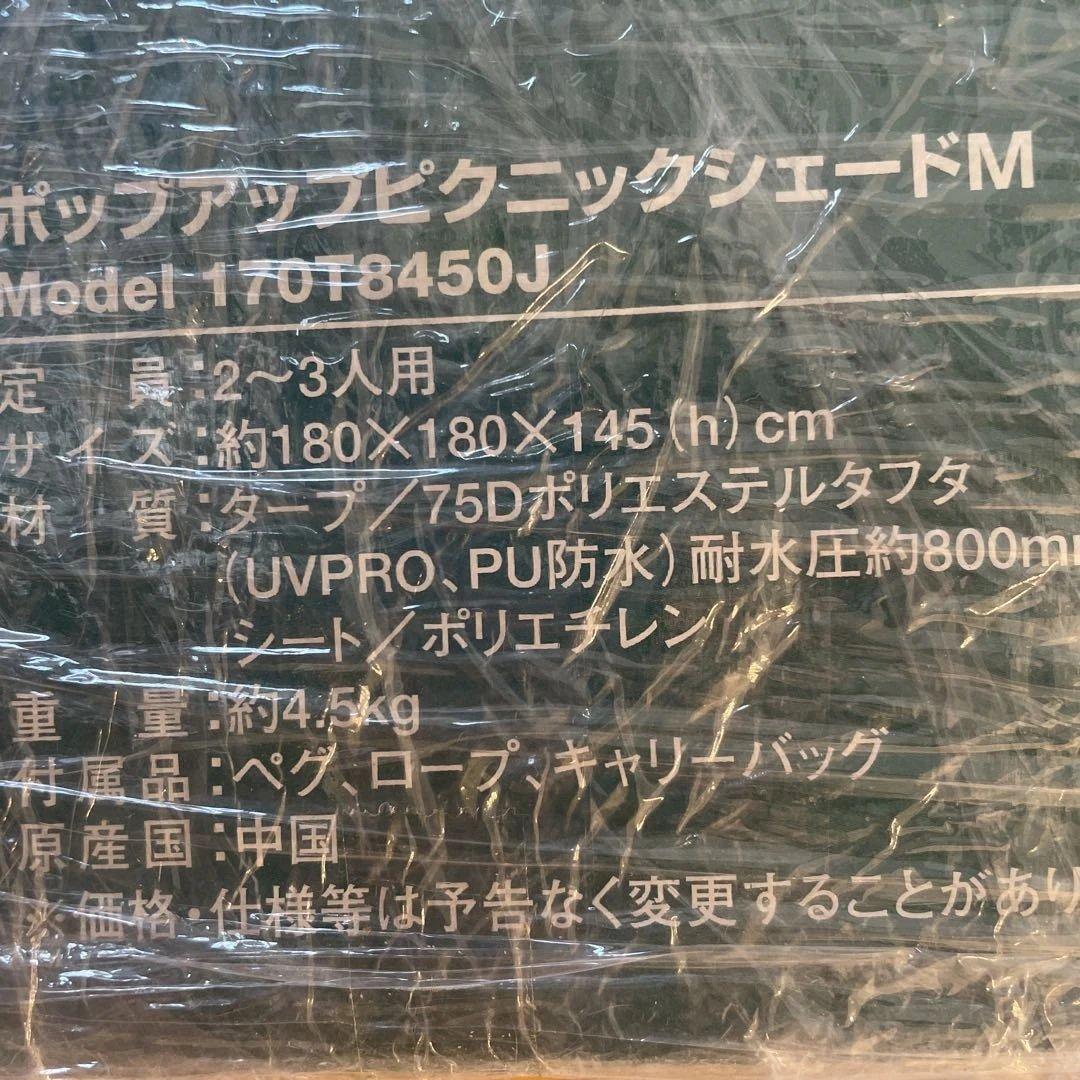 ポップアップピクニックシェードM
Model 170T8450J
定員:2〜3人用
サイズ:約180×180×145(h)cm
材質:タープ/75Dポリエステルタフタ
(UVPRO、PU防水)耐水圧約800mm
シート/ポリエチレン
重量:約4.5kg
付属品:ペグ、ロープ、キャリーバッグ
原産国:中国
※価格・仕様等は予告なく変更することがあり